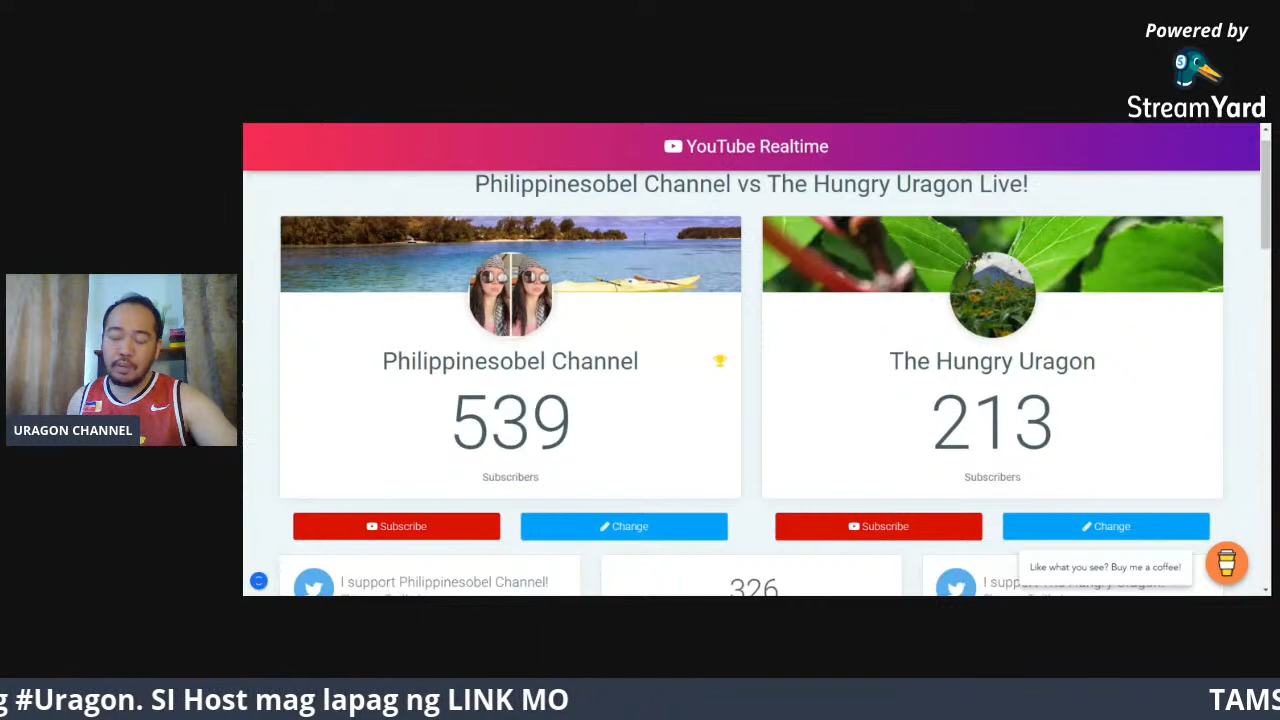 Powered by
StreamYard
YouTube Realtime
Philippinesobel Channel vs The Hungry Uragon Live!
Philippinesobel Channel
539
Subscribers
Subscribe
Change
The Hungry Uragon
213
Subscribers
Subscribe
Change
I support Philippinesobel Channel!
326
Like what you see? Buy me a coffee!
URAGON CHANNEL
g #Uragon. SI Host mag lapag ng LINK MO
TAMS